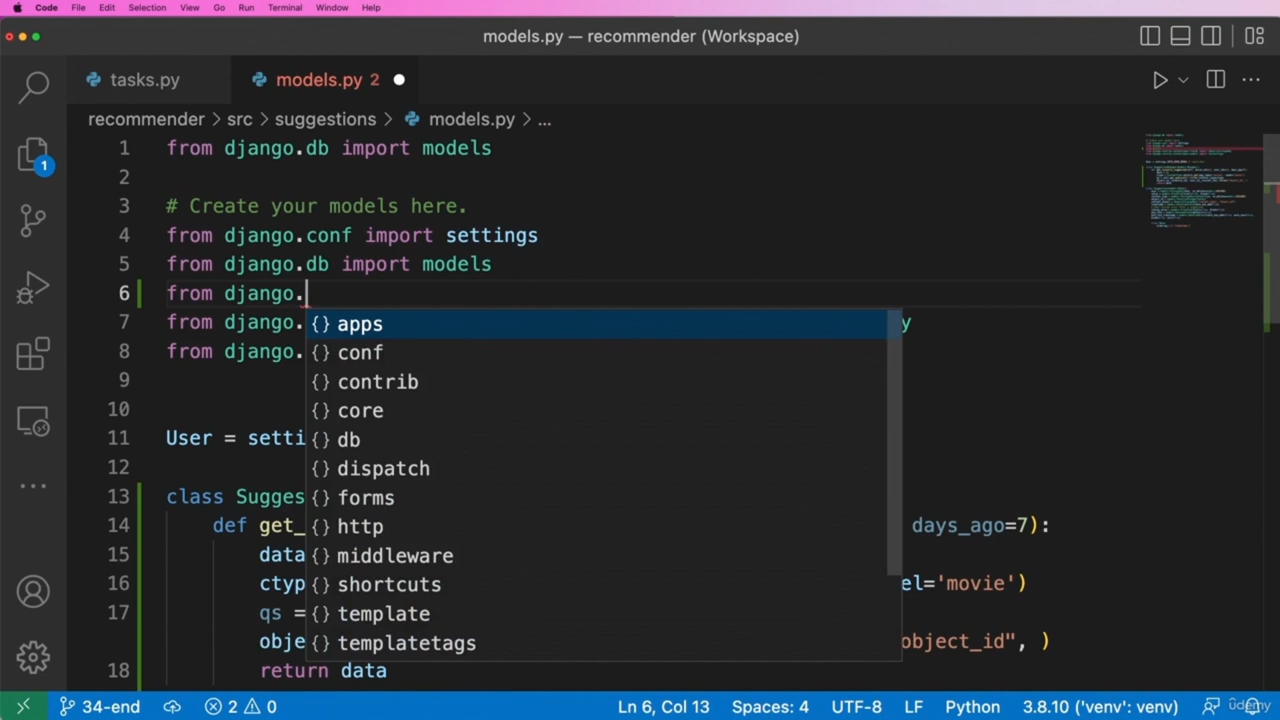 Code File Edit Selection View Go Run Terminal Window Help
models.py — recommender (Workspace)
tasks.py
models.py 2
recommender > src > suggestions > models.py > ...
1 from django.db import models
2
3 # Create your models here.
4 from django.conf import settings
5 from django.db import models
6 from django.
7 from django. y
8 from django.
9
10
11 User = setti
12
13 class Sugges
14 def get_ days_ago=7):
15 data
16 ctyp el='movie')
17 qs =
obje object_id", )
18 return data
{} apps
{} conf
{} contrib
{} core
{} db
{} dispatch
{} forms
{} http
{} middleware
{} shortcuts
{} template
{} templatetags
1
34-end
2 0
Ln 6, Col 13
Spaces: 4
UTF-8
LF
Python
3.8.10 ('venv': venv)
udemy